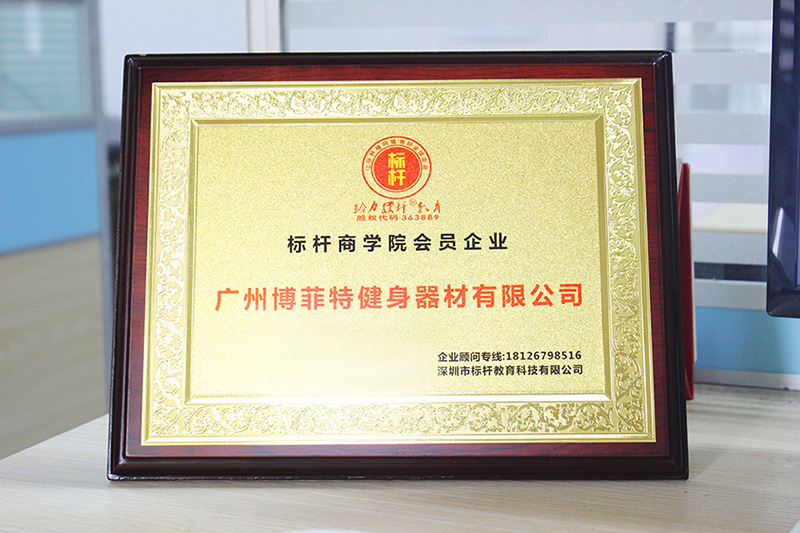 标杆
给力标杆®教育
股权代码 363889
标杆商学院会员企业
广州博菲特健身器材有限公司
企业顾问专线:18126798516
深圳市标杆教育科技有限公司